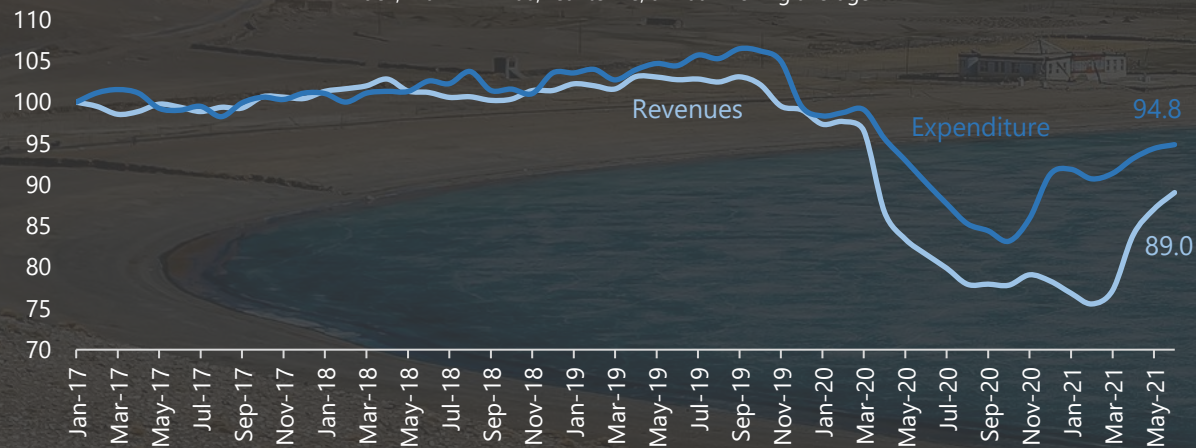 110
105
100
95
90
85
80
75
70
Revenues
Expenditure
94.8
89.0
Jan-17
Mar-17
May-17
Jul-17
Sep-17
Nov-17
Jan-18
Mar-18
May-18
Jul-18
Sep-18
Nov-18
Jan-19
Mar-19
May-19
Jul-19
Sep-19
Nov-19
Jan-20
Mar-20
May-20
Jul-20
Sep-20
Nov-20
Jan-21
Mar-21
May-21